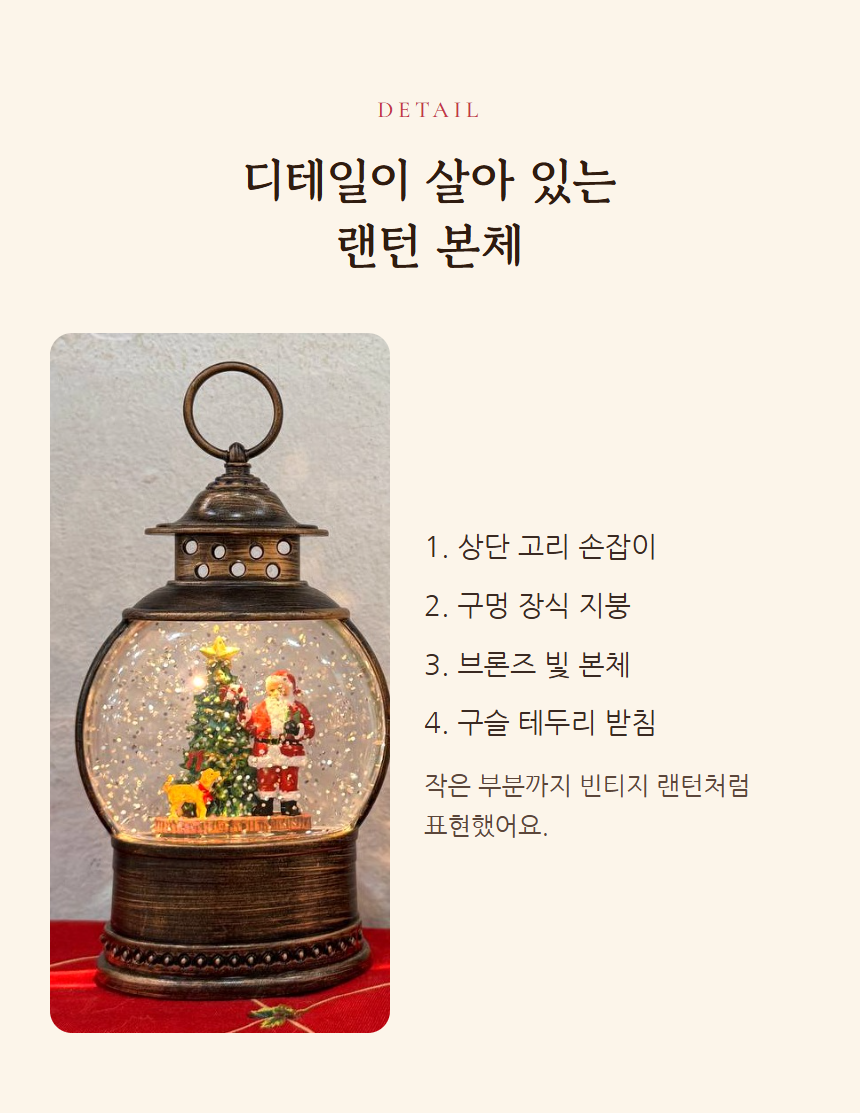 DETAIL
디테일이 살아 있는
랜턴 본체
1. 상단 고리 손잡이
2. 구멍 장식 지붕
3. 브론즈 빛 본체
4. 구슬 테두리 받침
작은 부분까지 빈티지 랜턴처럼
표현했어요.